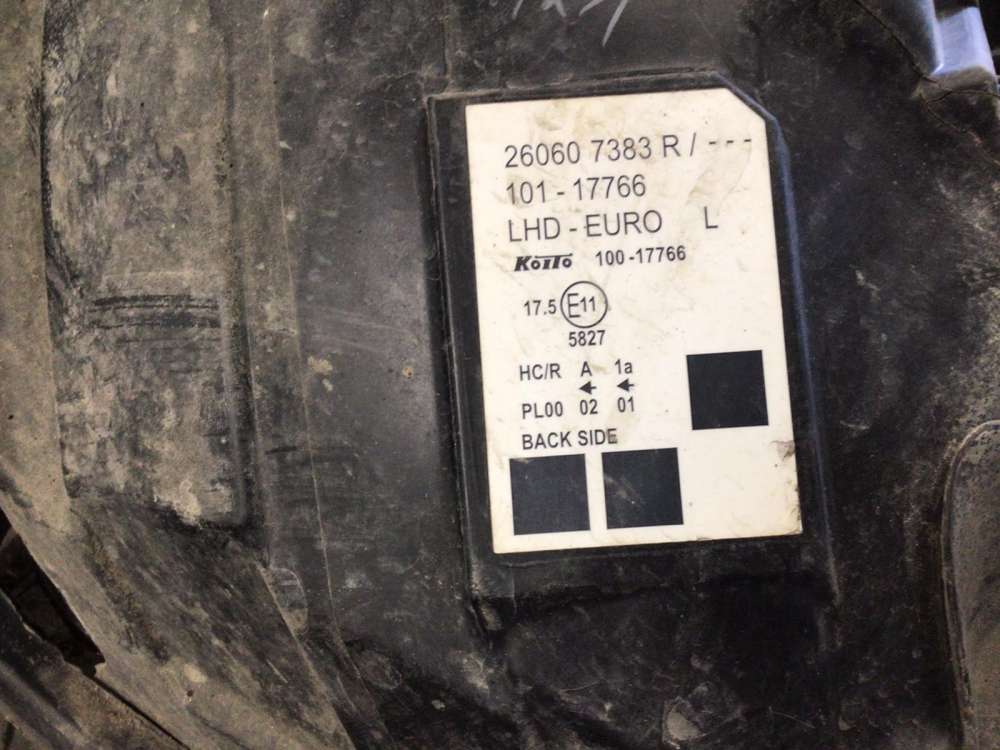 26060 7383 R / - - -
101 - 17766
LHD - EURO L
KOITO 100 -17766
17.5 E11
5827
HC/R A 1a
PL00 02 01
BACK SIDE